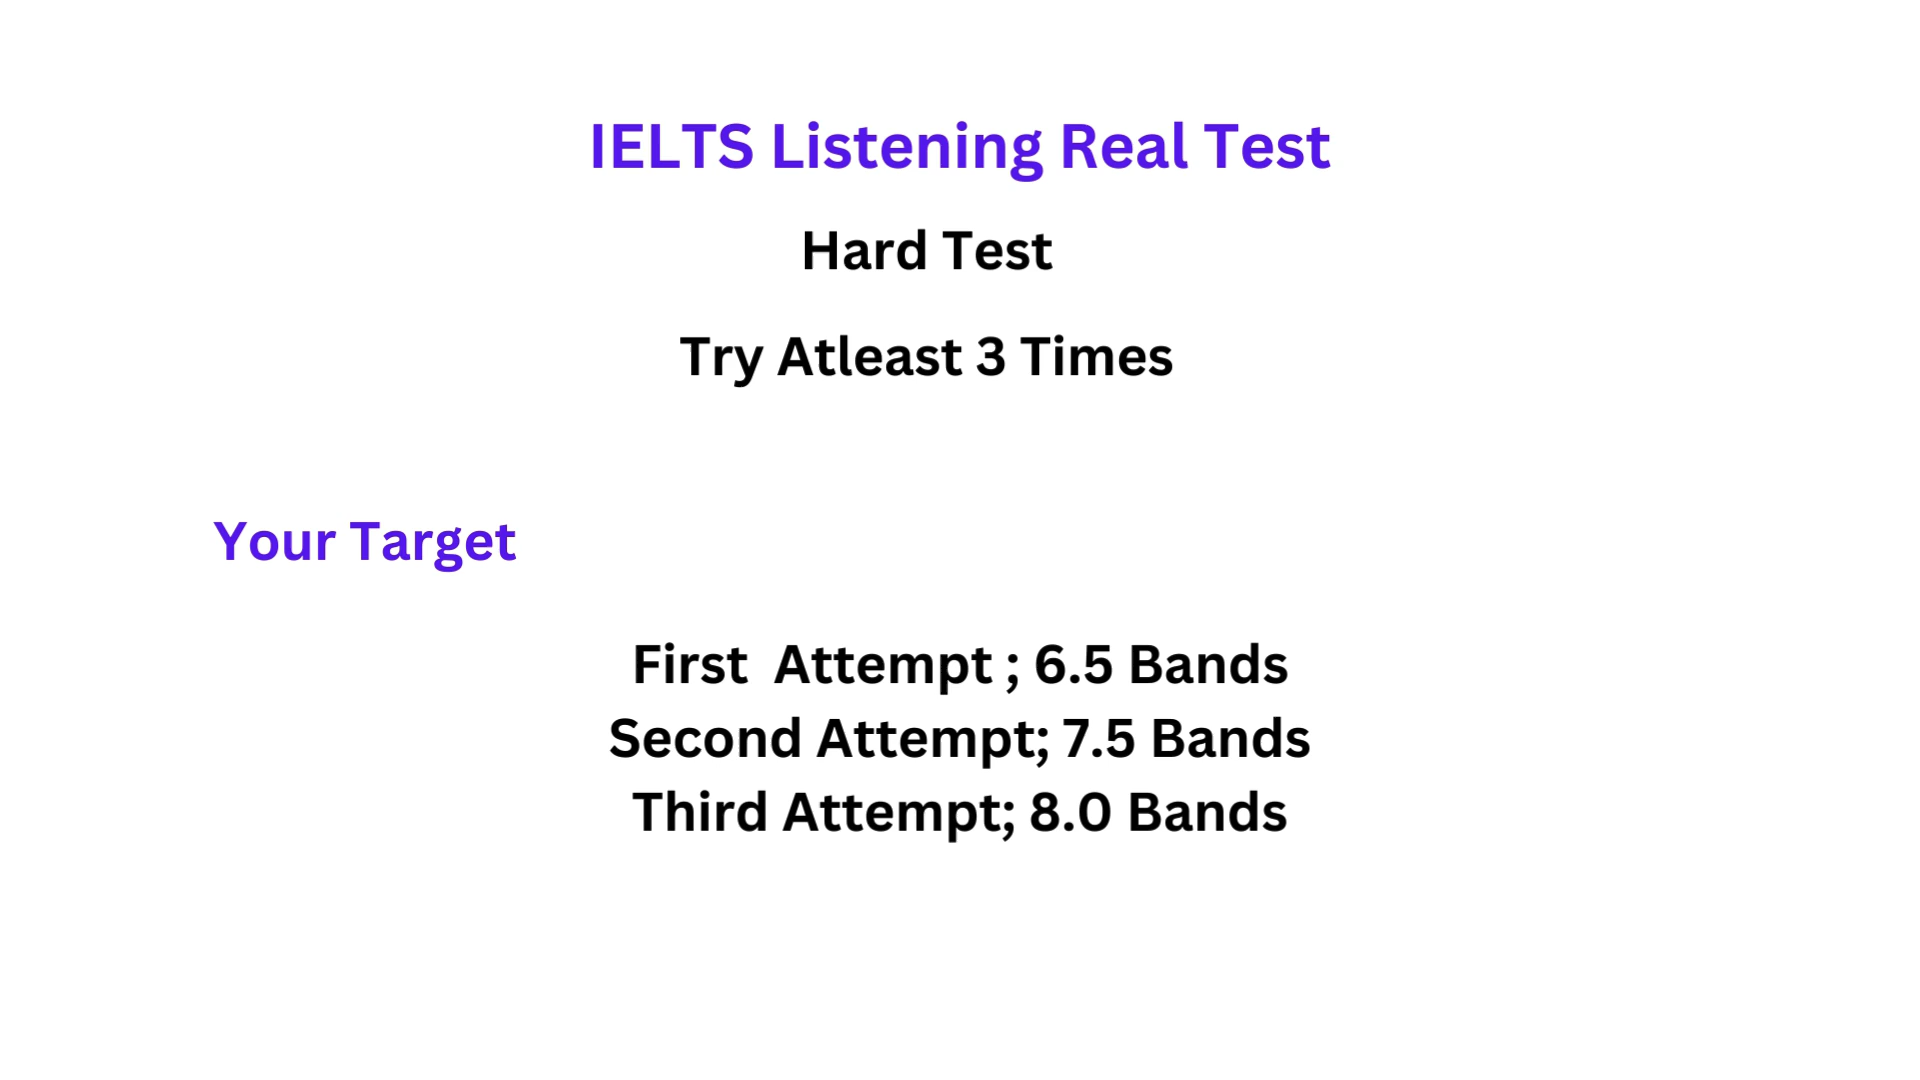 IELTS Listening Real Test
Hard Test
Try Atleast 3 Times
Your Target
First  Attempt ; 6.5 Bands
Second Attempt; 7.5 Bands
Third Attempt; 8.0 Bands